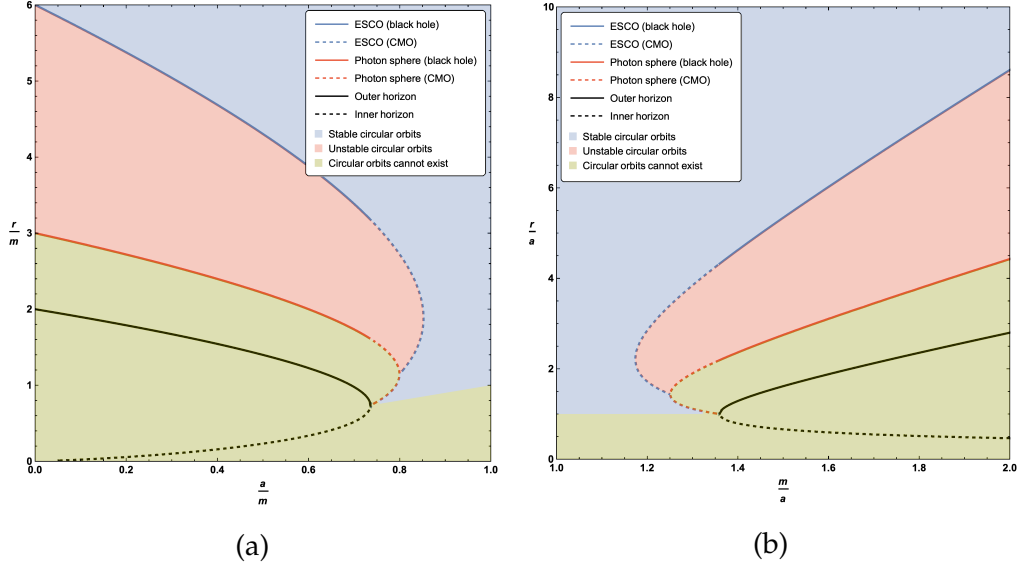 ESCO (black hole)
ESCO (CMO)
Photon sphere (black hole)
Photon sphere (CMO)
Outer horizon
Inner horizon
Stable circular orbits
Unstable circular orbits
Circular orbits cannot exist
6
5
4
3
2
1
0
r
m
0.0 0.2 0.4 0.6 0.8 1.0
a
m
(a)
ESCO (black hole)
ESCO (CMO)
Photon sphere (black hole)
Photon sphere (CMO)
Outer horizon
Inner horizon
Stable circular orbits
Unstable circular orbits
Circular orbits cannot exist
10
8
6
4
2
0
r
a
1.0 1.2 1.4 1.6 1.8 2.0
m
a
(b)